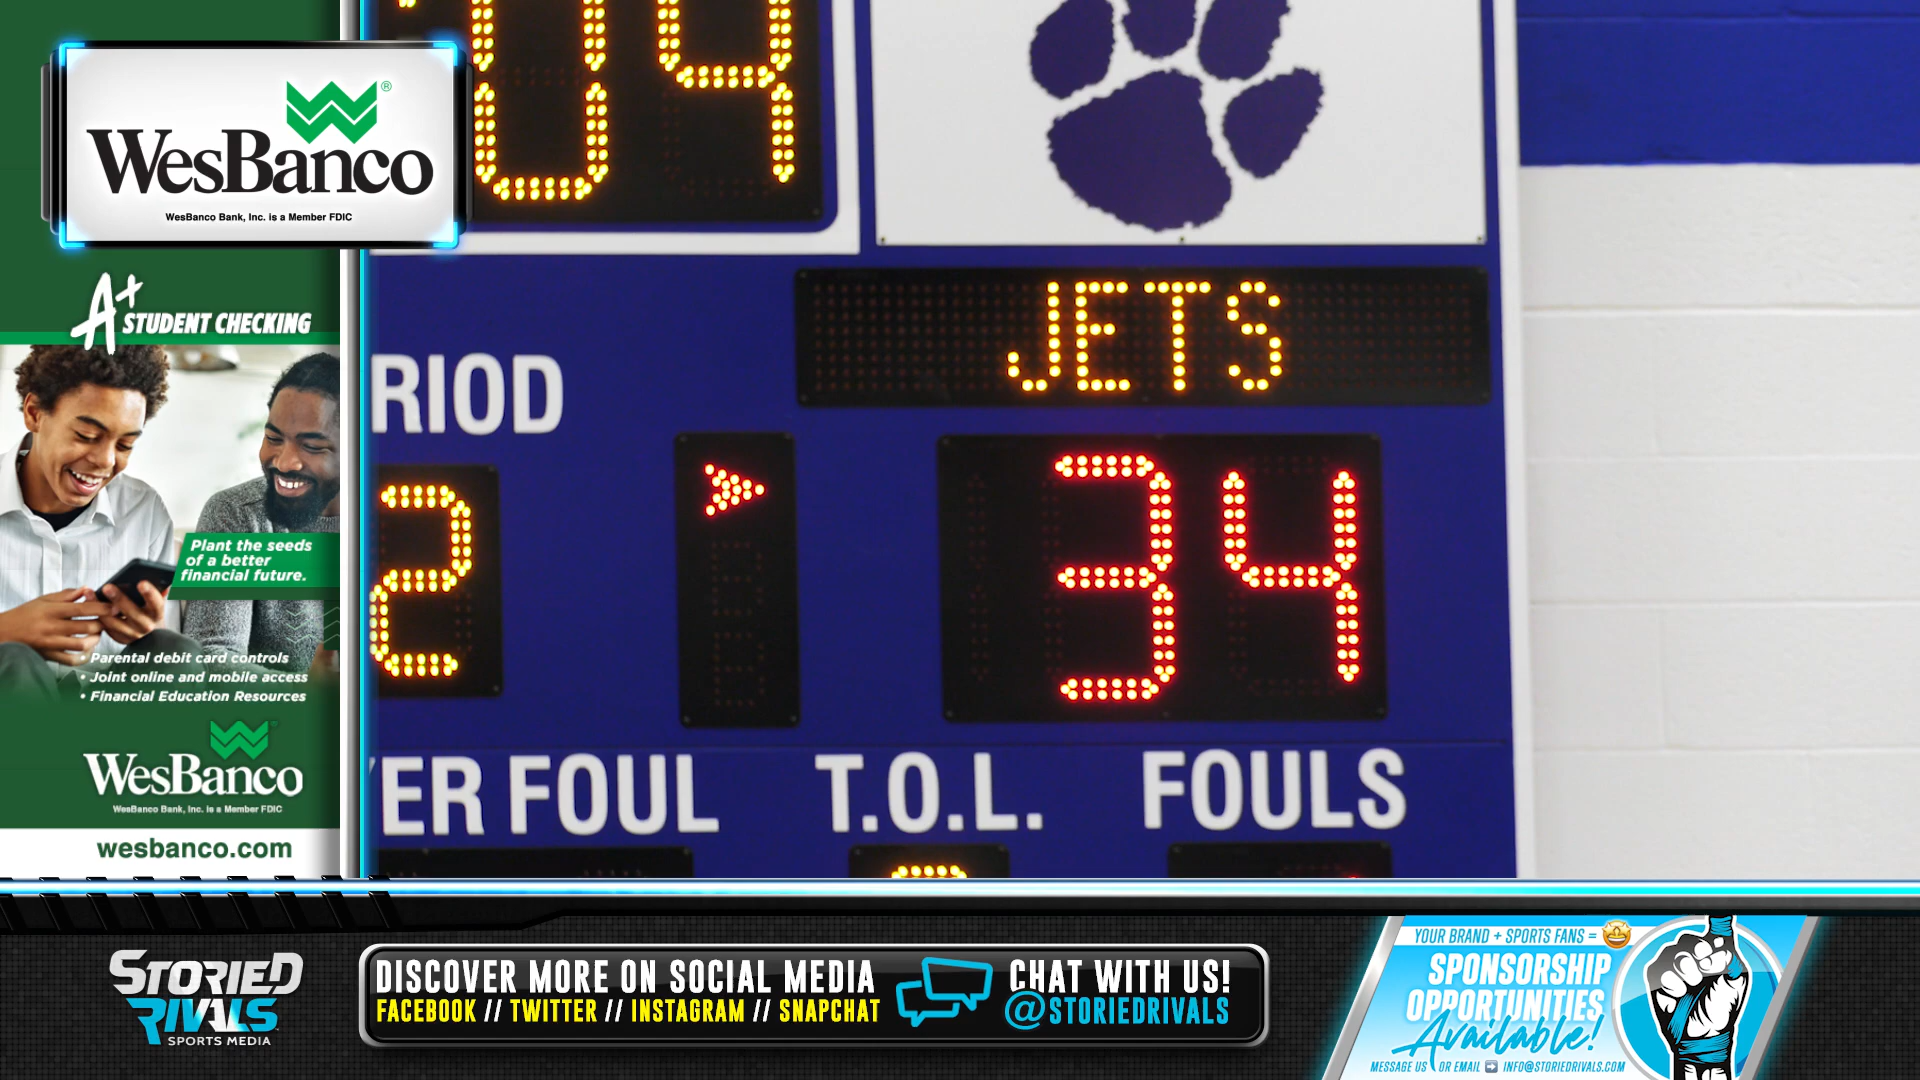 04
WesBanco®
WesBanco Bank, Inc. is a Member FDIC
A+
STUDENT CHECKING
Plant the seeds
of a better
financial future.
• Parental debit card controls
• Joint online and mobile access
• Financial Education Resources
WesBanco
WesBanco Bank, Inc. is a Member FDIC
wesbanco.com
JETS
RIOD
2
34
ER FOUL
T.O.L.
FOULS
STORIED
RIVALS
SPORTS MEDIA
DISCOVER MORE ON SOCIAL MEDIA
FACEBOOK // TWITTER // INSTAGRAM // SNAPCHAT
CHAT WITH US!
@STORIEDRIVALS
YOUR BRAND + SPORTS FANS = 🤩
SPONSORSHIP
OPPORTUNITIES
Available!
MESSAGE US OR EMAIL ➡ INFO@STORIEDRIVALS.COM